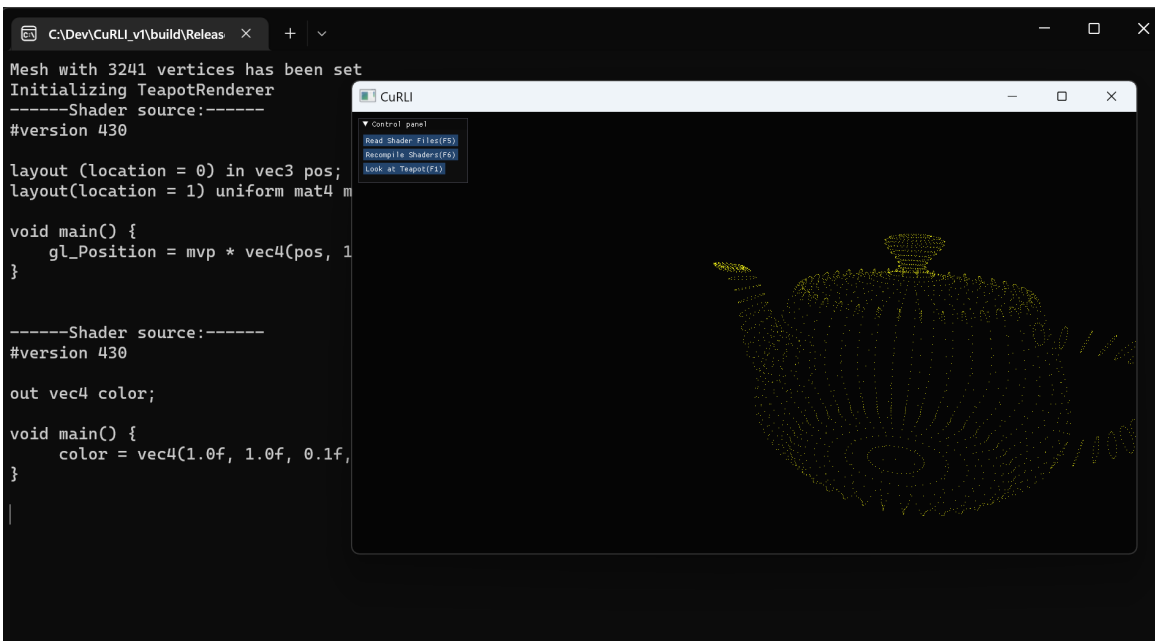 C:\Dev\CuRLI_v1\build\Releas
Mesh with 3241 vertices has been set
Initializing TeapotRenderer
------Shader source:------
#version 430
layout (location = 0) in vec3 pos;
layout(location = 1) uniform mat4 m
void main() {
gl_Position = mvp * vec4(pos, 1
}
------Shader source:------
#version 430
out vec4 color;
void main() {
color = vec4(1.0f, 1.0f, 0.1f,
}
CuRLI
Control panel
Read Shader Files(F5)
Recompile Shaders(F6)
Look at Teapot(F1)